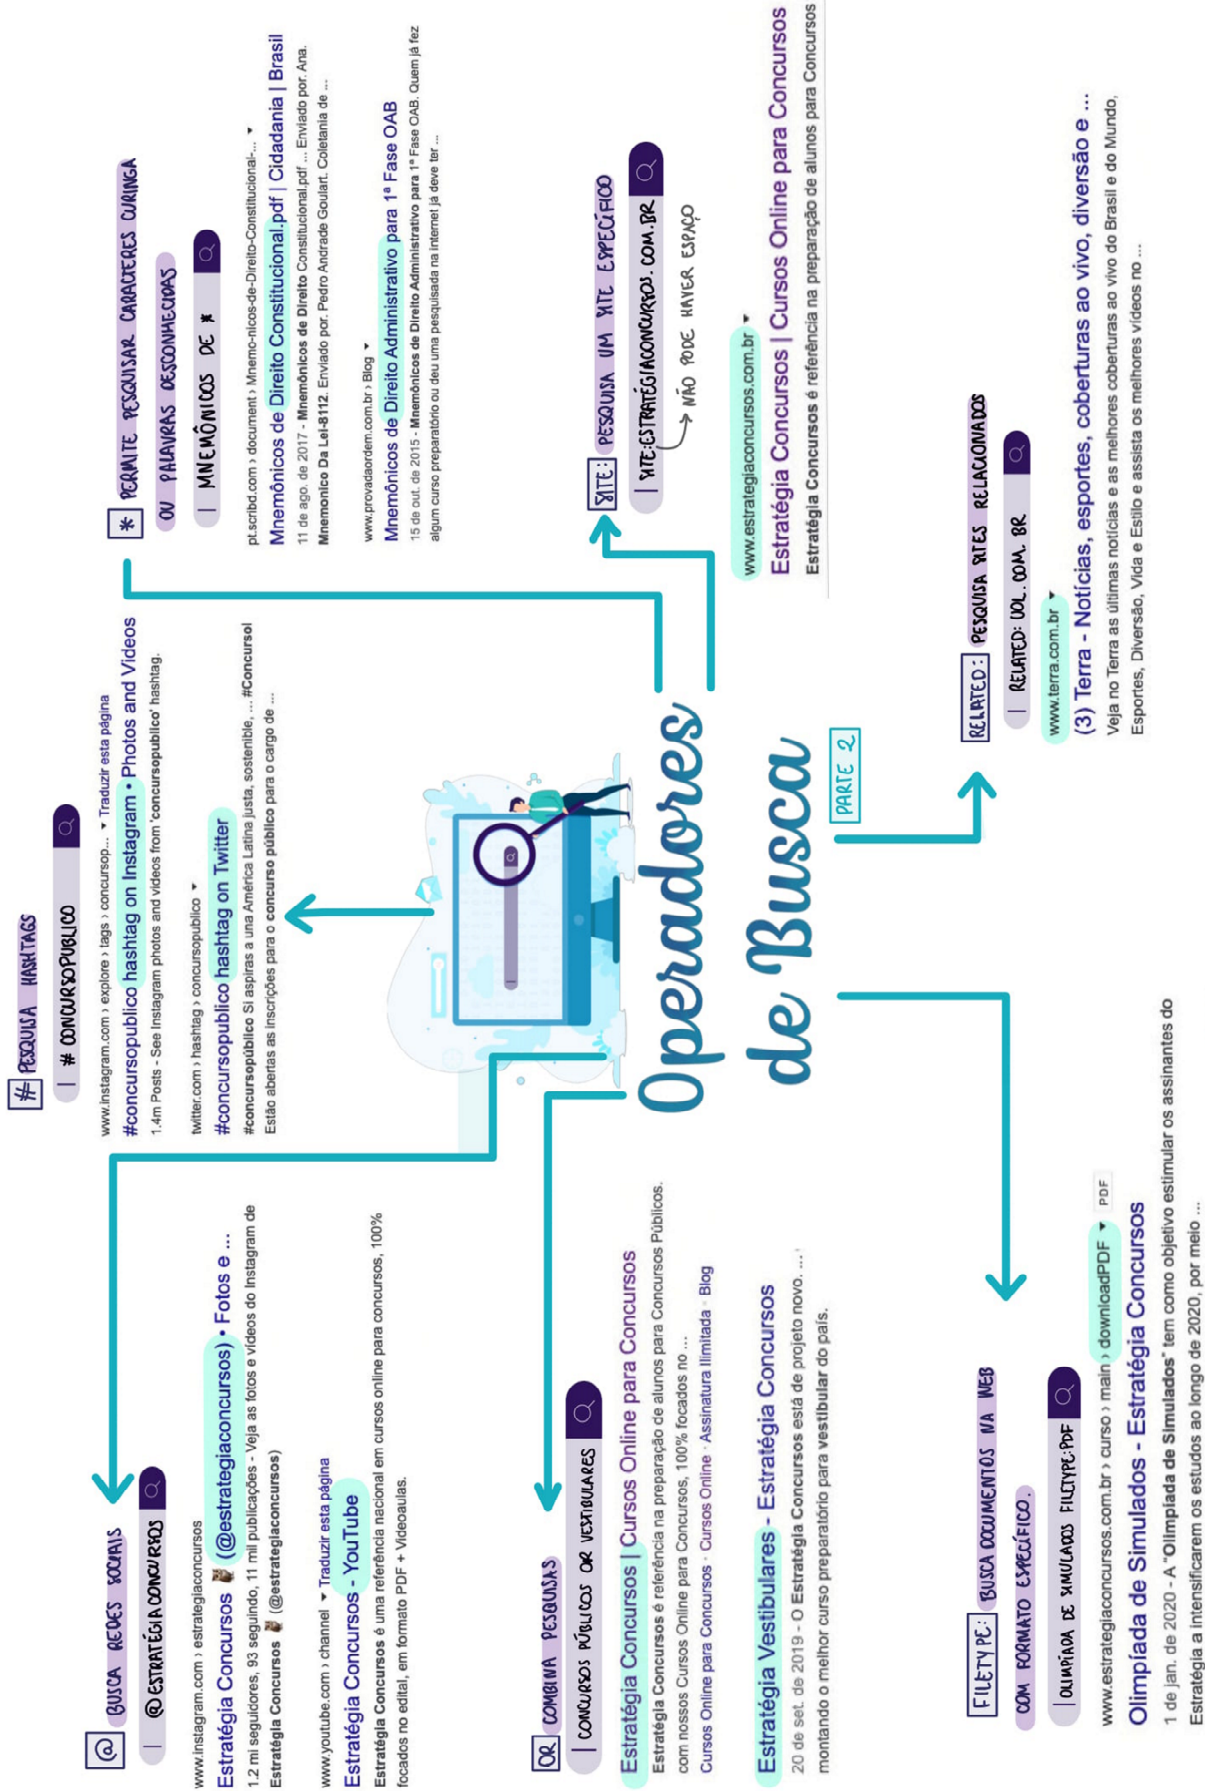 @ BUSCA REDES SOCIAIS
@ESTRATÉGIACONCURSOS
www.instagram.com › estrategiaconcursos
Estratégia Concursos (@estrategiaconcursos) • Fotos e ...
1.2 mi seguidores, 93 seguindo, 11 mil publicações - Veja as fotos e vídeos do Instagram de
Estratégia Concursos (@estrategiaconcursos)
www.youtube.com › channel ▾ Traduzir esta página
Estratégia Concursos - YouTube
Estratégia Concursos é uma referência nacional em cursos online para concursos, 100%
focados no edital, em formato PDF + Videoaulas.
# PESQUISA HASHTAGS
# CONCURSOPUBLICO
www.instagram.com › explore › tags › concursop... ▾ Traduzir esta página
#concursopublico hashtag on Instagram • Photos and Videos
1.4m Posts - See Instagram photos and videos from 'concursopublico' hashtag.
twitter.com › hashtag › concursopublico ▾
#concursopublico hashtag on Twitter
#concursopúblico Si aspiras a una América Latina justa, sostenible, ... #Concursol
Estão abertas as inscrições para o concurso público para o cargo de ...
* PERMITE PESQUISAR CARACTERES CURINGA
OU PALAVRAS DESCONHECIDAS
MNEMÔNICOS DE *
pt.scribd.com › document › Mnemo-nicos-de-Direito-Constitucional-... ▾
Mnemônicos de Direito Constitucional.pdf | Cidadania | Brasil
11 de ago. de 2017 - Mnemônicos de Direito Constitucional.pdf ... Enviado por. Ana.
Mnemonico Da Lei-8112. Enviado por. Pedro Andrade Goulart. Coletania de ...
www.provadaordem.com.br › Blog ▾
Mnemônicos de Direito Administrativo para 1ª Fase OAB
15 de out. de 2015 - Mnemônicos de Direito Administrativo para 1ª Fase OAB. Quem já fez
algum curso preparatório ou deu uma pesquisada na internet já deve ter ...
OR COMBINA PESQUISAS
CONCURSOS PÚBLICOS OR VESTIBULARES
Estratégia Concursos | Cursos Online para Concursos
Estratégia Concursos é referência na preparação de alunos para Concursos Públicos.
com nossos Cursos Online para Concursos, 100% focados no ...
Cursos Online para Concursos · Cursos Online · Assinatura Ilimitada · Blog
Estratégia Vestibulares - Estratégia Concursos
20 de set. de 2019 - O Estratégia Concursos está de projeto novo. ...
montando o melhor curso preparatório para vestibular do país.
Operadores
de Busca
PARTE 2
SITE: PESQUISA UM SITE ESPECÍFICO
SITE:ESTRATÉGIACONCURSOS.COM.BR
NÃO PODE HAVER ESPAÇO
www.estrategiaconcursos.com.br ▾
Estratégia Concursos | Cursos Online para Concursos
Estratégia Concursos é referência na preparação de alunos para Concursos
FILETYPE: BUSCA DOCUMENTOS NA WEB
COM FORMATO ESPECÍFICO.
OLIMPÍADA DE SIMULADOS FILETYPE:PDF
www.estrategiaconcursos.com.br › curso › main › downloadPDF ▾ PDF
Olimpíada de Simulados - Estratégia Concursos
1 de jan. de 2020 - A "Olimpíada de Simulados" tem como objetivo estimular os assinantes do
Estratégia a intensificarem os estudos ao longo de 2020, por meio ...
RELATED: PESQUISA SITES RELACIONADOS
RELATED: UOL.COM.BR
www.terra.com.br ▾
(3) Terra - Notícias, esportes, coberturas ao vivo, diversão e ...
Veja no Terra as últimas notícias e as melhores coberturas ao vivo do Brasil e do Mundo,
Esportes, Diversão, Vida e Estilo e assista os melhores vídeos no ...